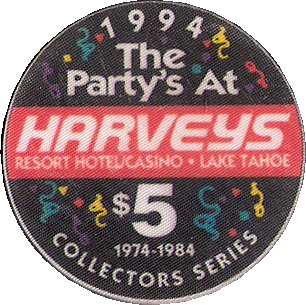 1994
The
Party's At
HARVEYS
RESORT HOTEL/CASINO • LAKE TAHOE
$5
1974-1984
COLLECTORS SERIES